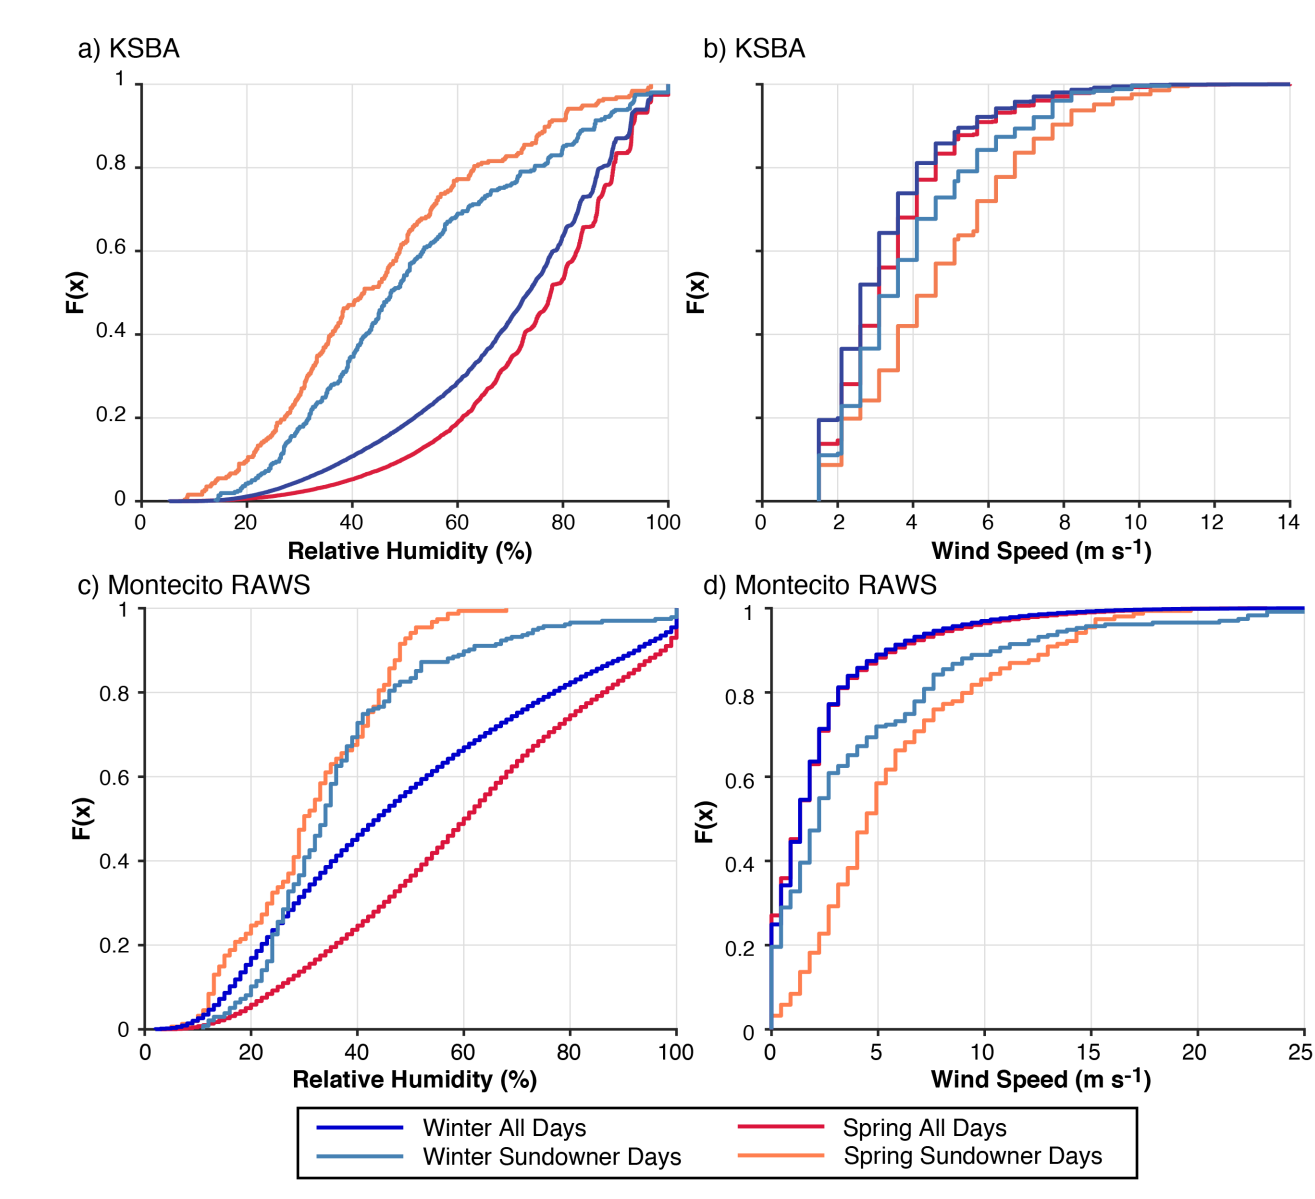 a) KSBA
b) KSBA
1
0.8
0.6
0.4
0.2
0
F(x)
0 20 40 60 80 100
Relative Humidity (%)
F(x)
0 2 4 6 8 10 12 14
Wind Speed (m s-1)
c) Montecito RAWS
d) Montecito RAWS
1
0.8
0.6
0.4
0.2
0
F(x)
0 20 40 60 80 100
Relative Humidity (%)
1
0.8
0.6
0.4
0.2
0
F(x)
0 5 10 15 20 25
Wind Speed (m s-1)
Winter All Days
Spring All Days
Winter Sundowner Days
Spring Sundowner Days